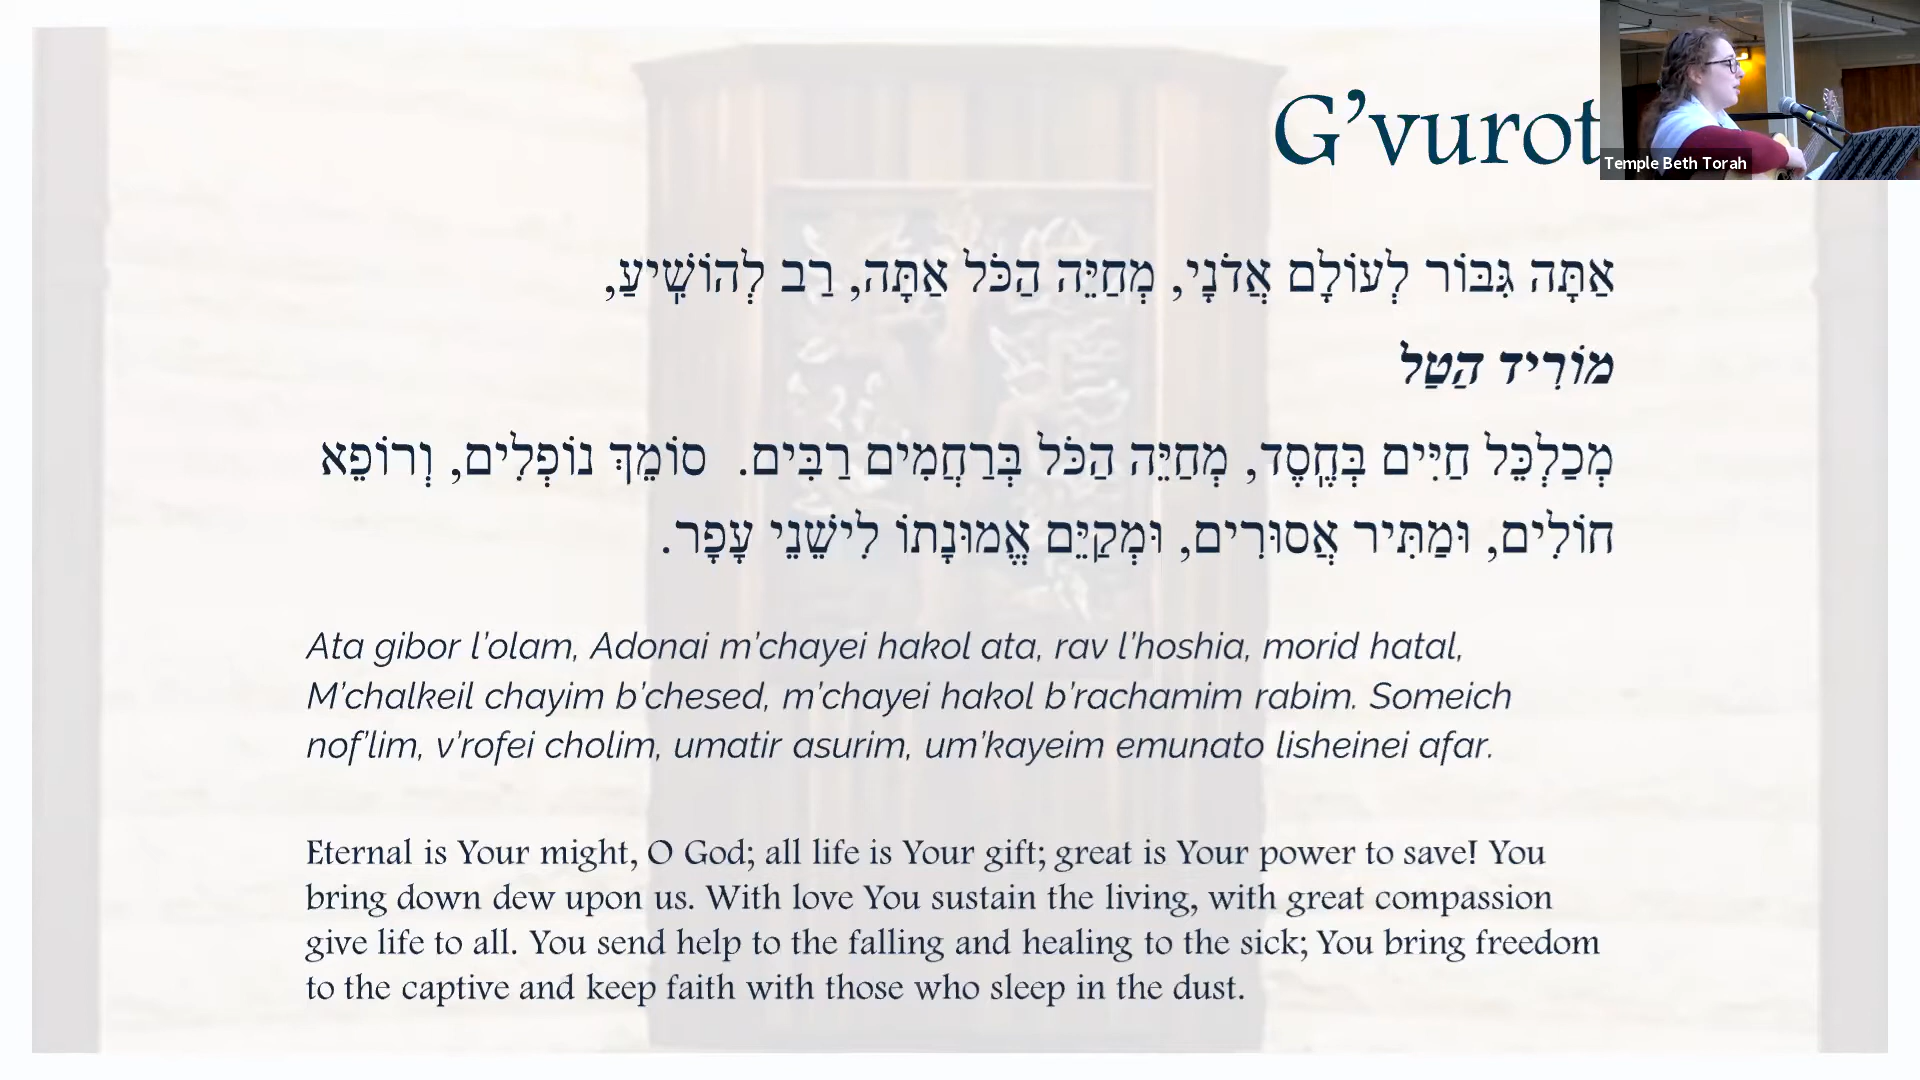 G'vurot
Temple Beth Torah
אַתָּה גִּבּוֹר לְעוֹלָם אֲדֹנָי, מְחַיֵּה הַכֹּל אַתָּה, רַב לְהוֹשִֽׁיעַ,
מוֹרִיד הַטַל
מְכַלְכֵּל חַיִּים בְּחֶֽסֶד, מְחַיֵּה הַכֹּל בְּרַחֲמִים רַבִּים. סוֹמֵךְ נוֹפְלִים, וְרוֹפֵא
חוֹלִים, וּמַתִּיר אֲסוּרִים, וּמְקַיֵּם אֱמוּנָתוֹ לִישֵׁנֵי עָפָר.
Ata gibor l'olam, Adonai m'chayei hakol ata, rav l'hoshia, morid hatal,
M'chalkeil chayim b'chesed, m'chayei hakol b'rachamim rabim. Someich
nof'lim, v'rofei cholim, umatir asurim, um'kayeim emunato lisheinei afar.
Eternal is Your might, O God; all life is Your gift; great is Your power to save! You
bring down dew upon us. With love You sustain the living, with great compassion
give life to all. You send help to the falling and healing to the sick; You bring freedom
to the captive and keep faith with those who sleep in the dust.